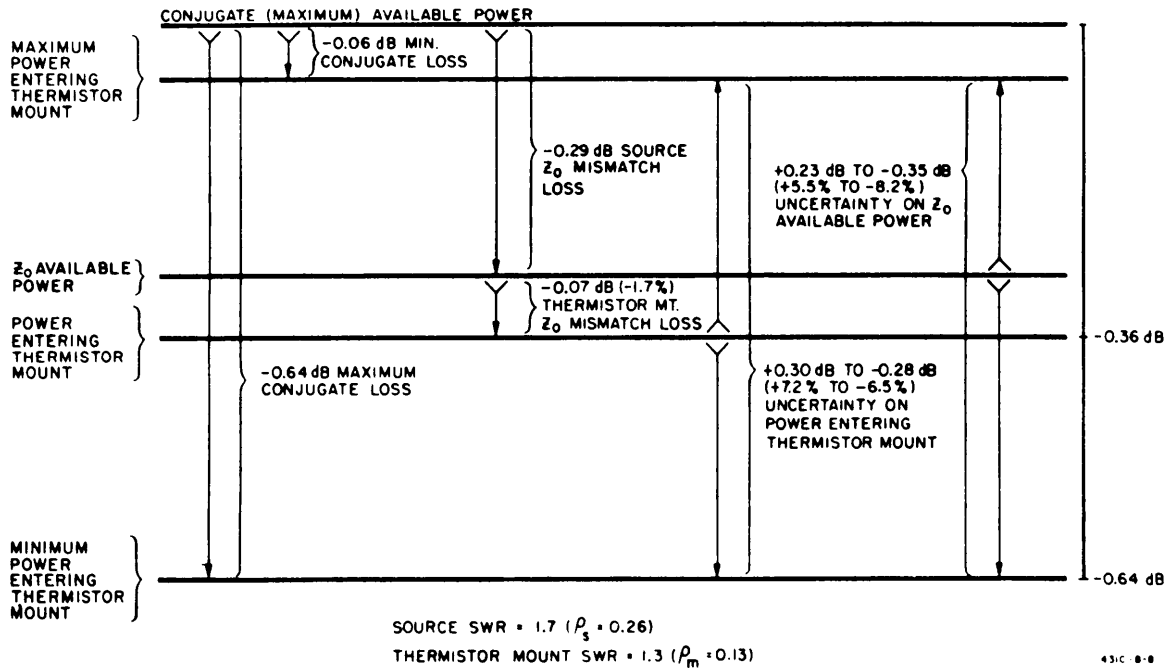 CONJUGATE (MAXIMUM) AVAILABLE POWER
MAXIMUM
POWER
ENTERING
THERMISTOR
MOUNT
-0.06 dB MIN.
CONJUGATE LOSS
-0.29 dB SOURCE
Z₀ MISMATCH
LOSS
+0.23 dB TO -0.35 dB
(+5.5% TO -8.2%)
UNCERTAINTY ON Z₀
AVAILABLE POWER
Z₀ AVAILABLE
POWER
-0.07 dB (-1.7%)
THERMISTOR MT.
Z₀ MISMATCH LOSS
POWER
ENTERING
THERMISTOR
MOUNT
-0.36 dB
-0.64 dB MAXIMUM
CONJUGATE LOSS
+0.30 dB TO -0.28 dB
(+7.2% TO -6.5%)
UNCERTAINTY ON
POWER ENTERING
THERMISTOR MOUNT
MINIMUM
POWER
ENTERING
THERMISTOR
MOUNT
-0.64 dB
SOURCE SWR = 1.7 (ρs = 0.26)
THERMISTOR MOUNT SWR = 1.3 (ρm = 0.13)
431C-B-8